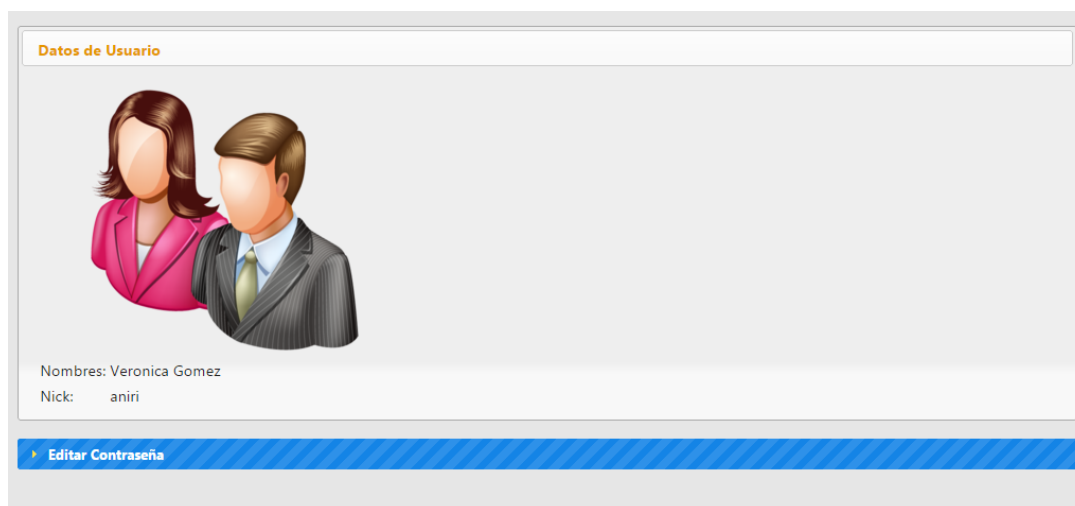 Datos de Usuario
Nombres: Veronica Gomez
Nick: aniri
Editar Contraseña